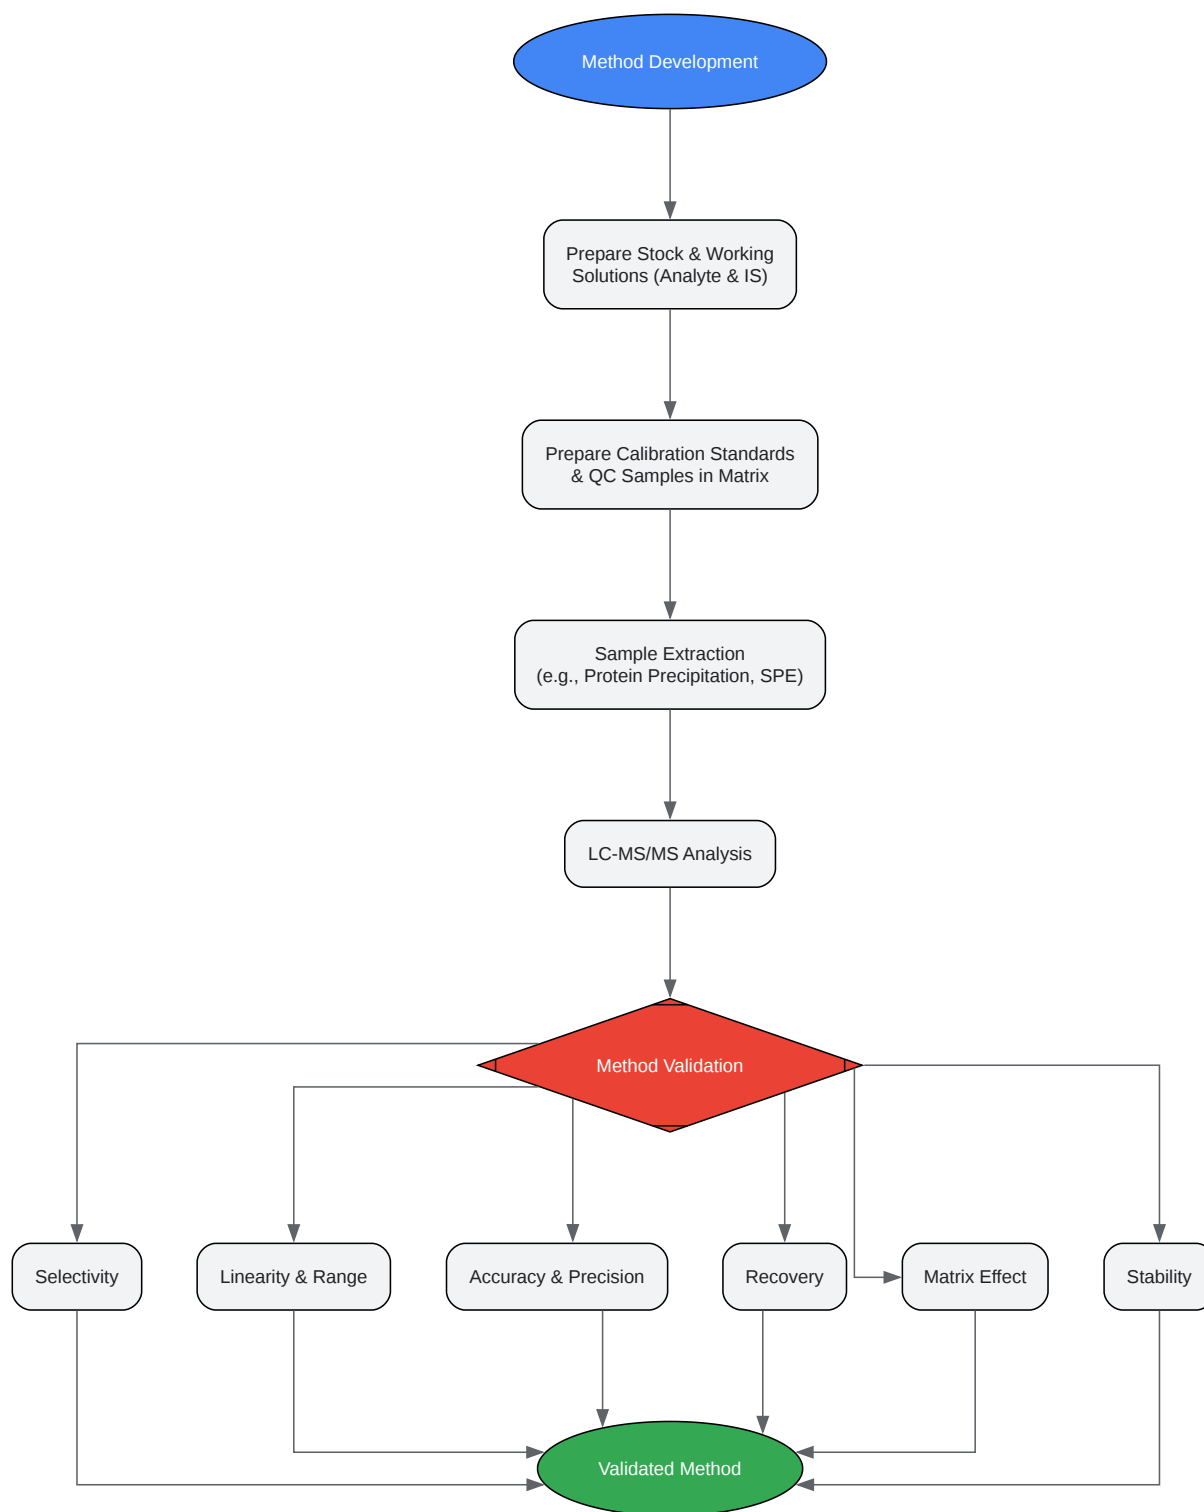 Method Development
Prepare Stock & Working
Solutions (Analyte & IS)
Prepare Calibration Standards
& QC Samples in Matrix
Sample Extraction
(e.g., Protein Precipitation, SPE)
LC-MS/MS Analysis
Method Validation
Selectivity
Linearity & Range
Accuracy & Precision
Recovery
Matrix Effect
Stability
Validated Method